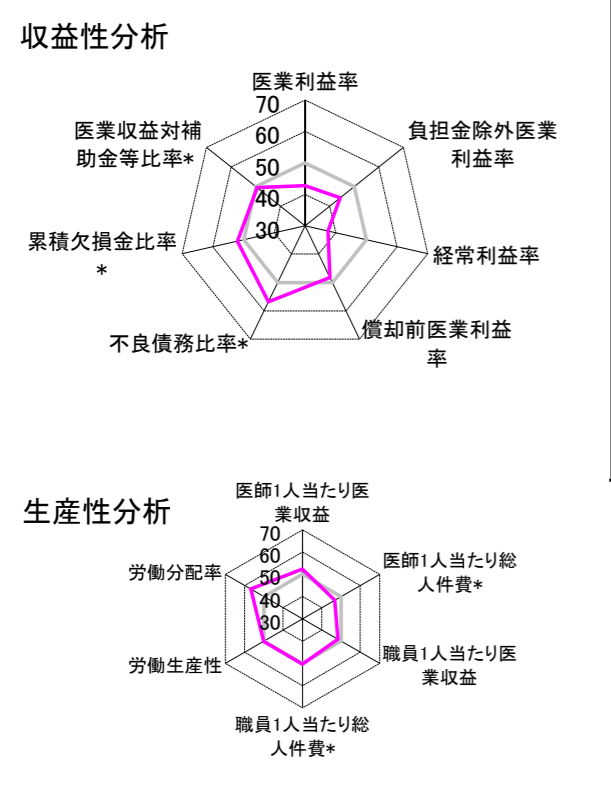 収益性分析
医業利益率
70
60
50
40
30
負担金除外医業
利益率
経常利益率
償却前医業利益
率
不良債務比率*
累積欠損金比率
*
医業収益対補
助金等比率*
生産性分析
医師1人当たり医
業収益
70
60
50
40
30
医師1人当たり総
人件費*
職員1人当たり医
業収益
職員1人当たり総
人件費*
労働生産性
労働分配率